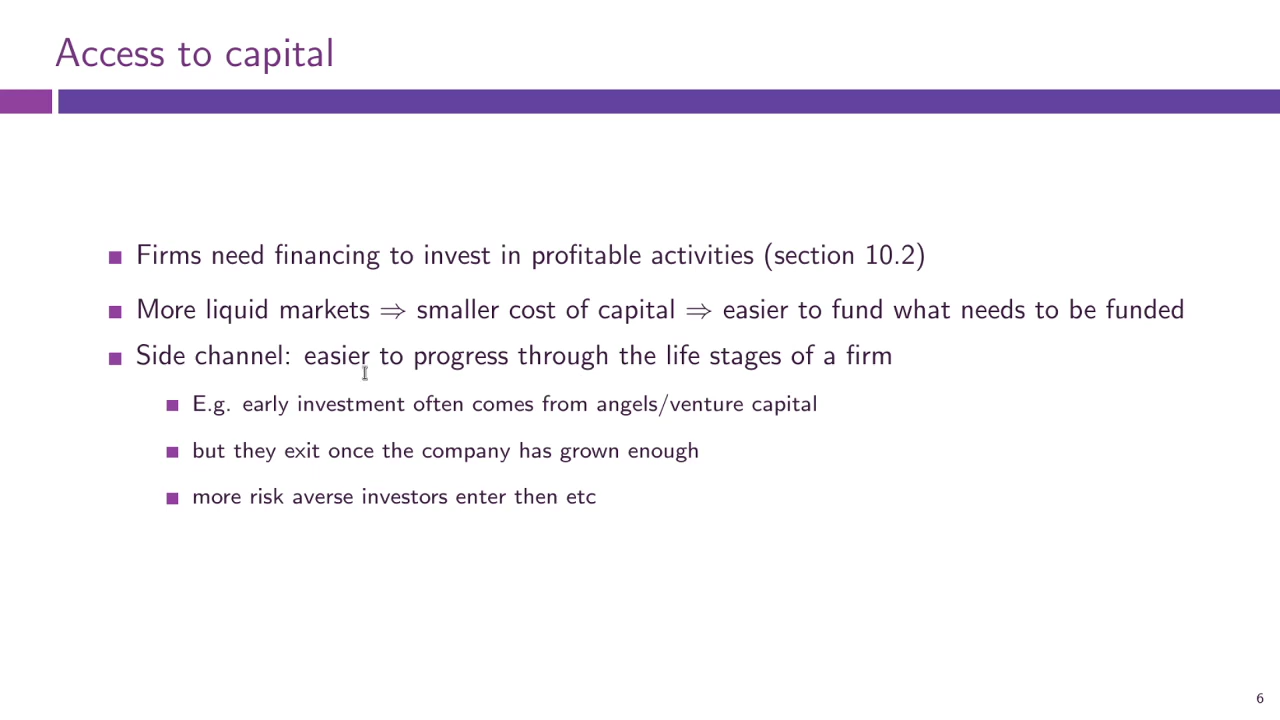 Access to capital
Firms need financing to invest in profitable activities (section 10.2)
More liquid markets ⇒ smaller cost of capital ⇒ easier to fund what needs to be funded
Side channel: easier to progress through the life stages of a firm
E.g. early investment often comes from angels/venture capital
but they exit once the company has grown enough
more risk averse investors enter then etc
6